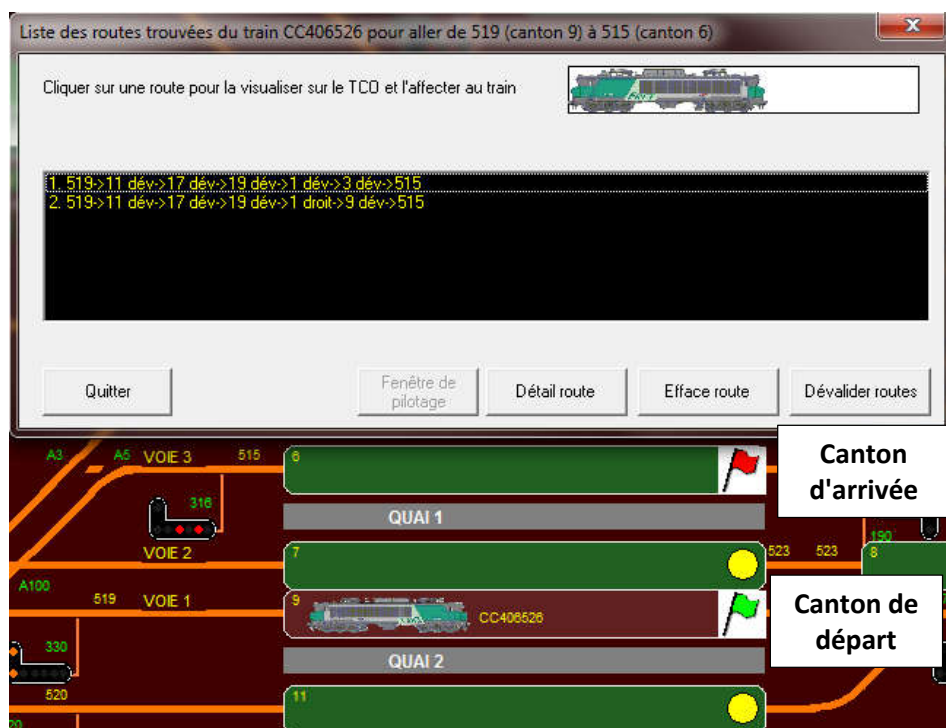 Liste des routes trouvées du train CC406526 pour aller de 519 (canton 9) à 515 (canton 6)
Cliquer sur une route pour la visualiser sur le TCO et l'affecter au train
1. 519->11 dév->17 dév->19 dév->1 dév->3 dév->515
2. 519->11 dév->17 dév->19 dév->1 droit->9 dév->515
Quitter
Fenêtre de
pilotage
Détail route
Efface route
Dévalider routes
A3 A5 VOIE 3 515 6
Canton
d'arrivée
316
QUAI 1
190
VOIE 2 7 523 523 8
A100
519 VOIE 1 9 CC406526
Canton de
départ
330
QUAI 2
520 11
20